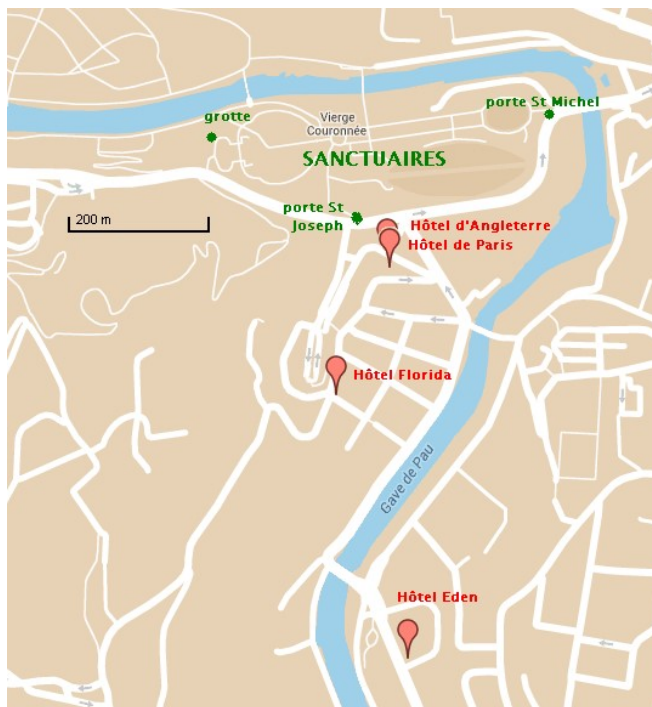 porte St Michel
grotte
Vierge
Couronnée
SANCTUAIRES
200 m
porte St
Joseph
Hôtel d'Angleterre
Hôtel de Paris
Hôtel Florida
Gave de Pau
Hôtel Eden